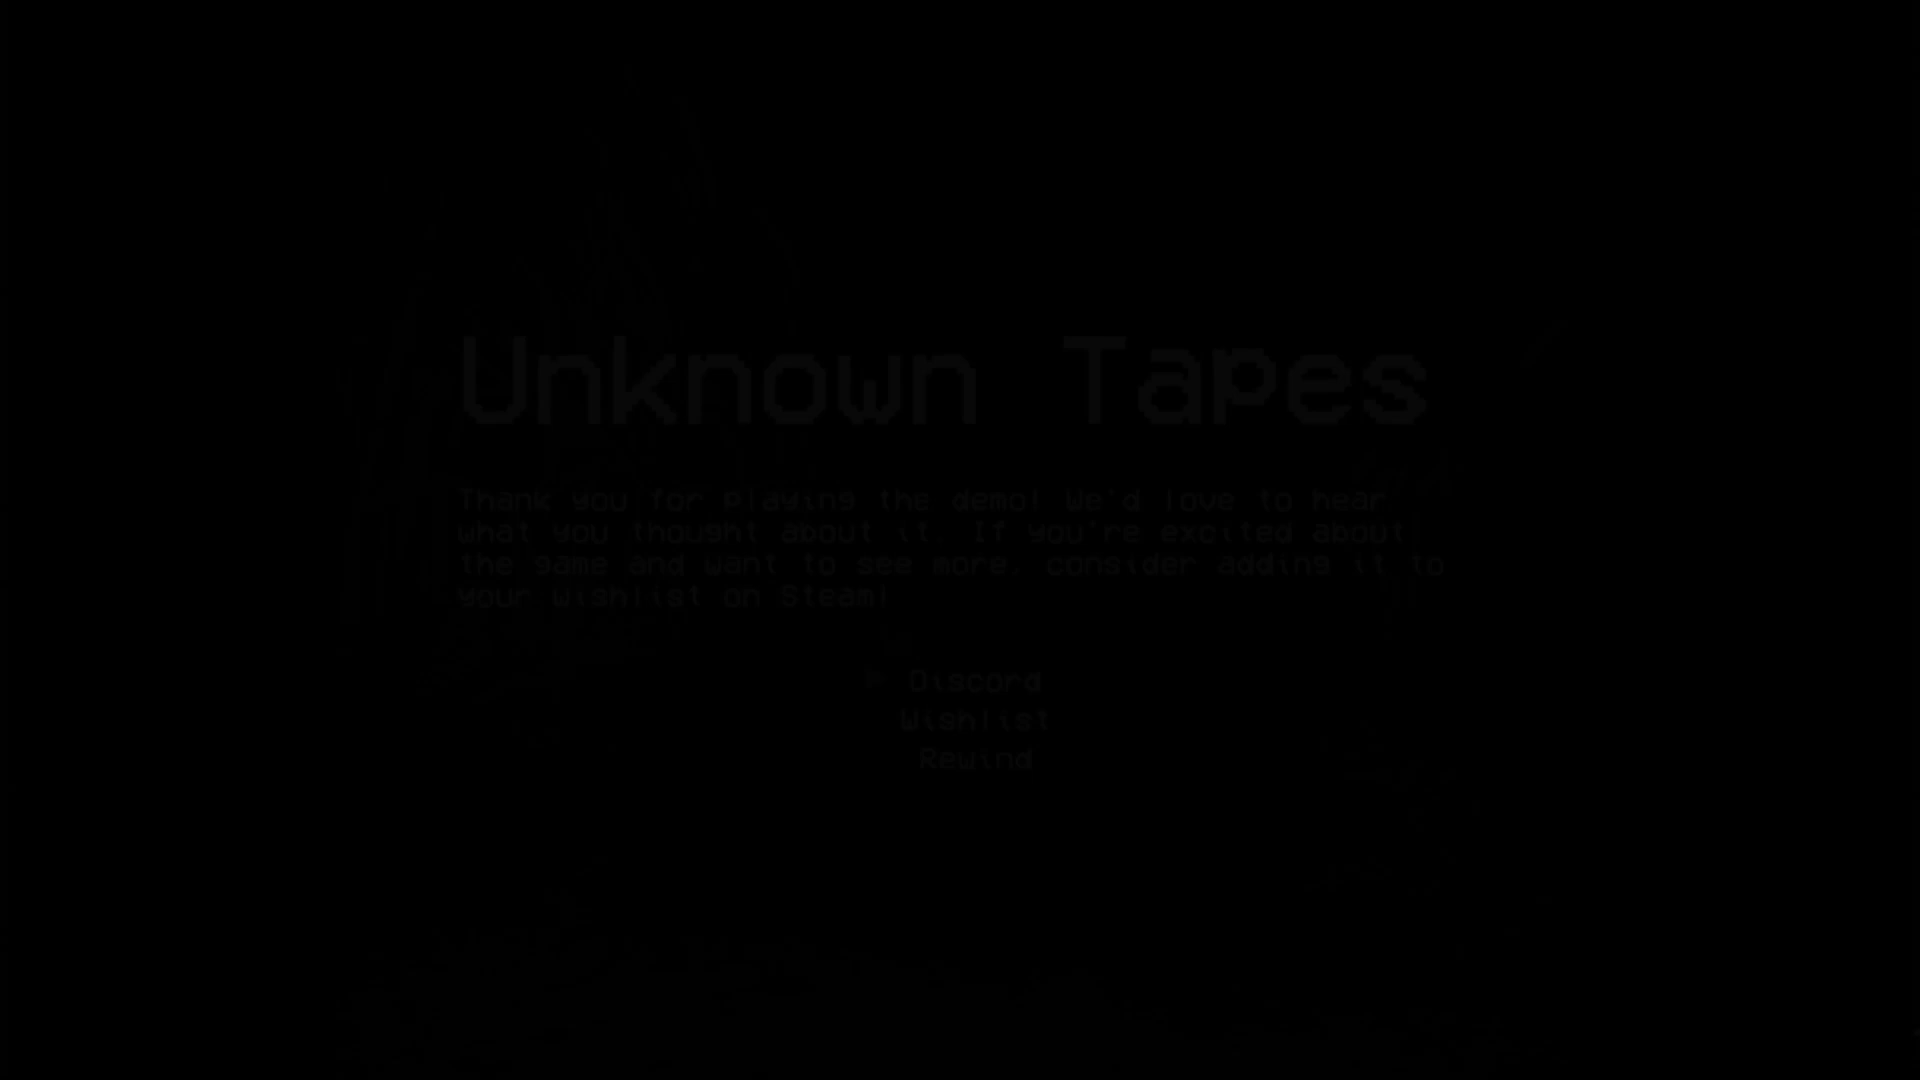 Unknown Tapes
Thank you for playing the demo! We'd love to hear
what you thought about it. If you're excited about
the game and want to see more, consider adding it to
your wishlist on Steam!
Discord
Wishlist
Rewind